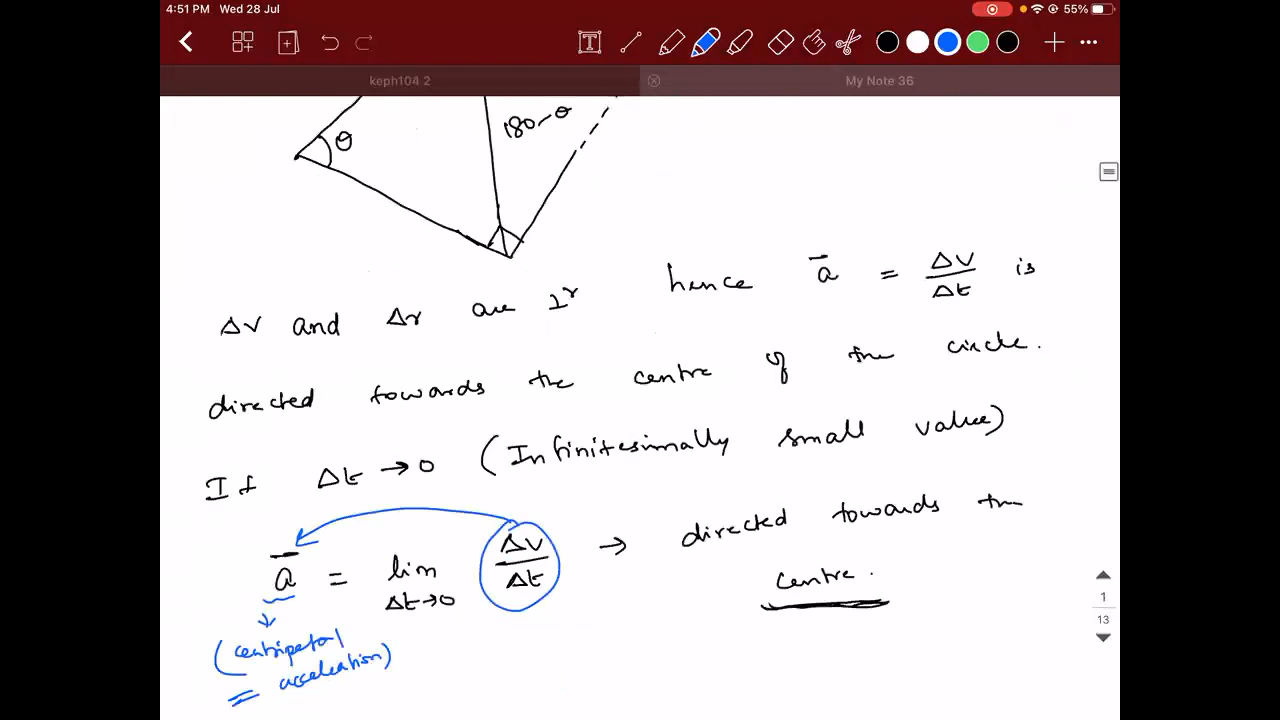 4:51 PM Wed 28 Jul
55%
keph104 2
My Note 36
θ
180-θ
ΔV and Δr are ⊥r hence a̅ = ΔV/Δt is
directed towards the centre of the circle.
If Δt → 0 (Infinitesimally small value)
a̅ = lim Δt→0 ΔV/Δt → directed towards the
centre.
(centripetal
acceleration)
1
13